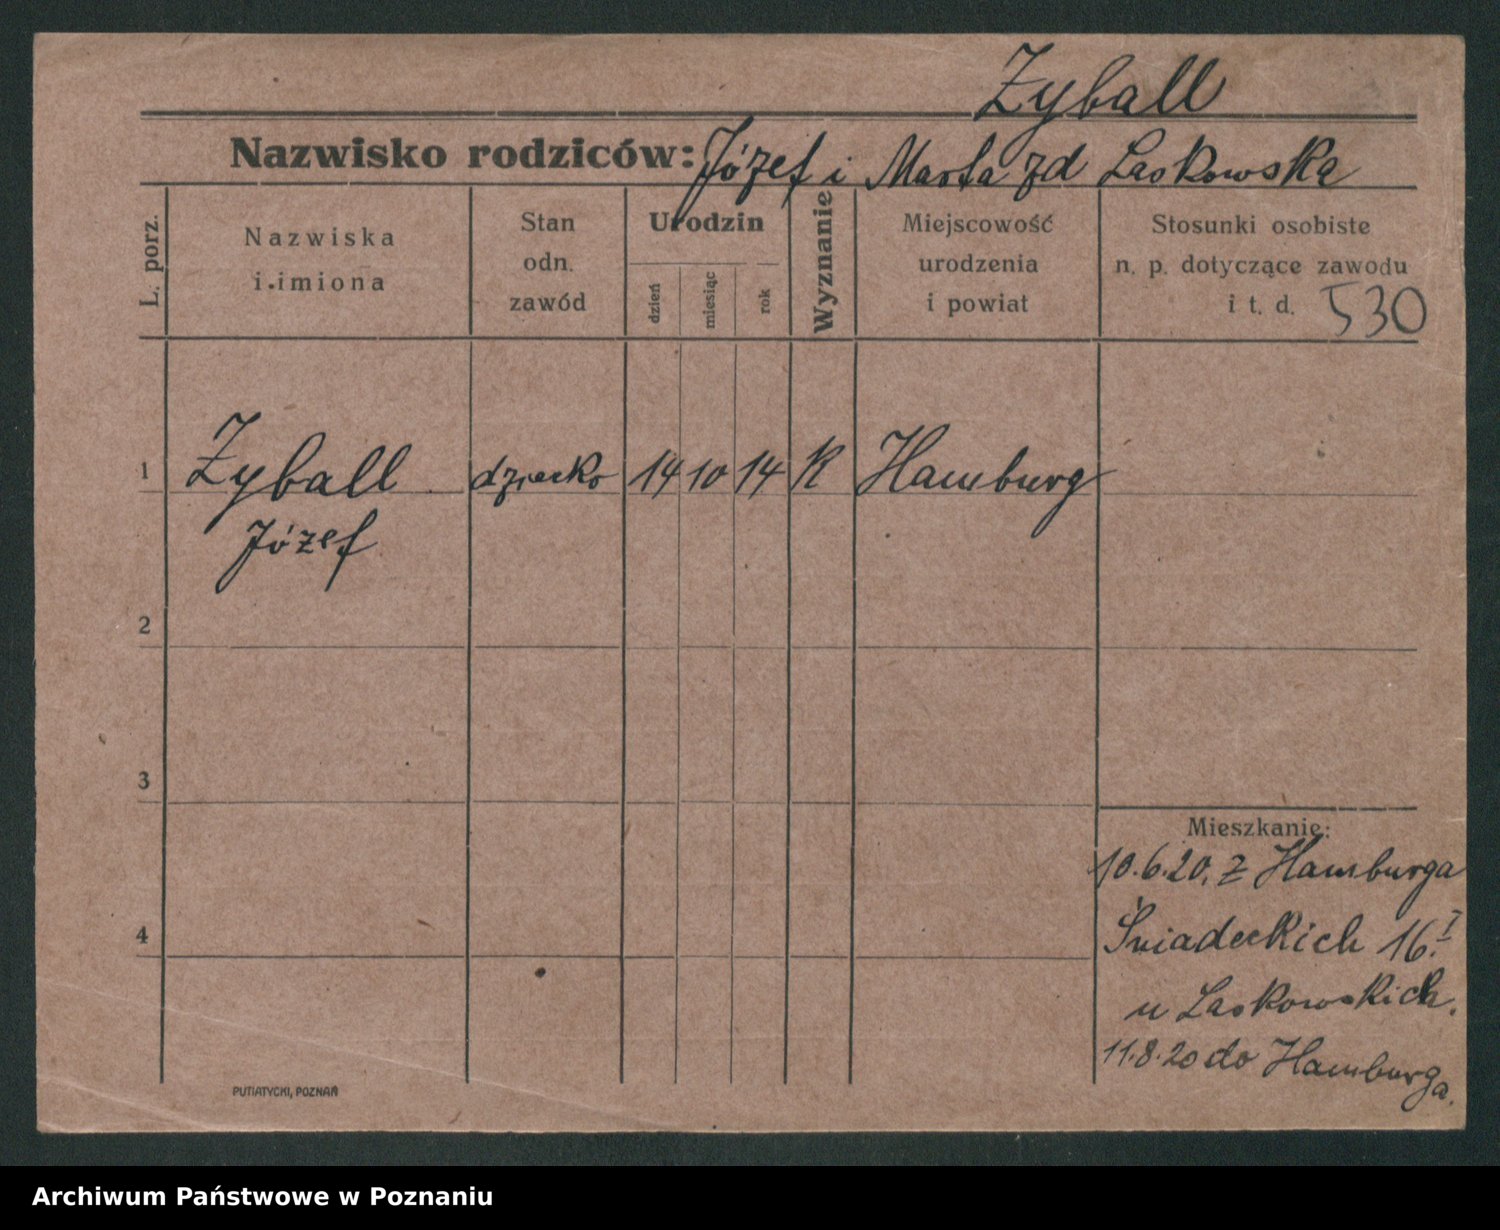 Zyball
Nazwisko rodziców: Józef i Marta zd Laskowska
L. porz.
Nazwiska
i imiona
Stan
odn.
zawód
Urodzin
dzień
miesiąc
rok
Wyznanie
Miejscowość
urodzenia
i powiat
Stosunki osobiste
n. p. dotyczące zawodu
i t. d. 530
1 Zyball dziecko 14 10 14 K Hamburg
Józef
2
3
4
Mieszkanie:
10.6.20. z Hamburga
Śniadeckich 16. I
u Laskowskich.
11.8.20 do Hamburga.
PUTIATYCKI, POZNAŃ
Archiwum Państwowe w Poznaniu